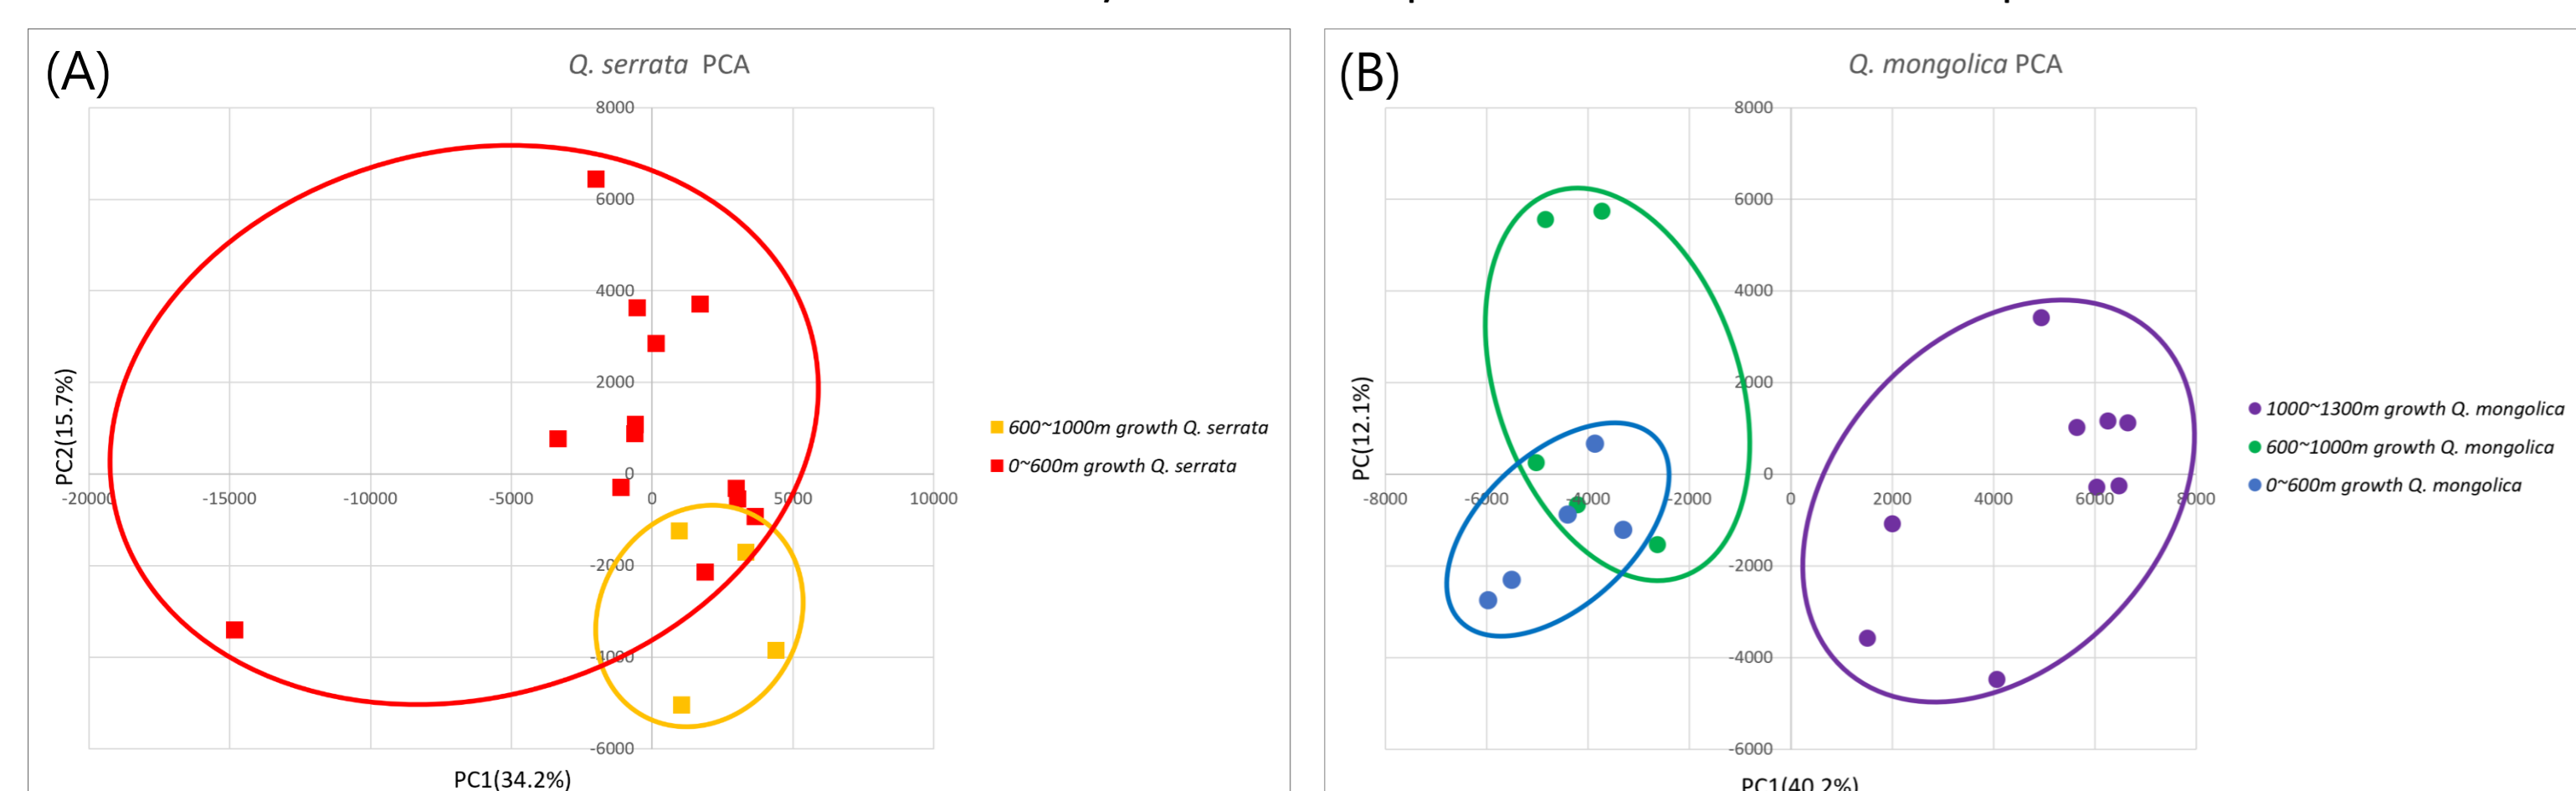 (A)
Q. serrata PCA
8000
6000
4000
2000
0
-2000
-4000
-6000
-20000 -15000 -10000 -5000 0 5000 10000
PC2(15.7%)
PC1(34.2%)
600~1000m growth Q. serrata
0~600m growth Q. serrata
(B)
Q. mongolica PCA
8000
6000
4000
2000
0
-2000
-4000
-6000
-8000 -6000 -4000 -2000 0 2000 4000 6000 8000
PC(12.1%)
PC1(40.2%)
1000~1300m growth Q. mongolica
600~1000m growth Q. mongolica
0~600m growth Q. mongolica